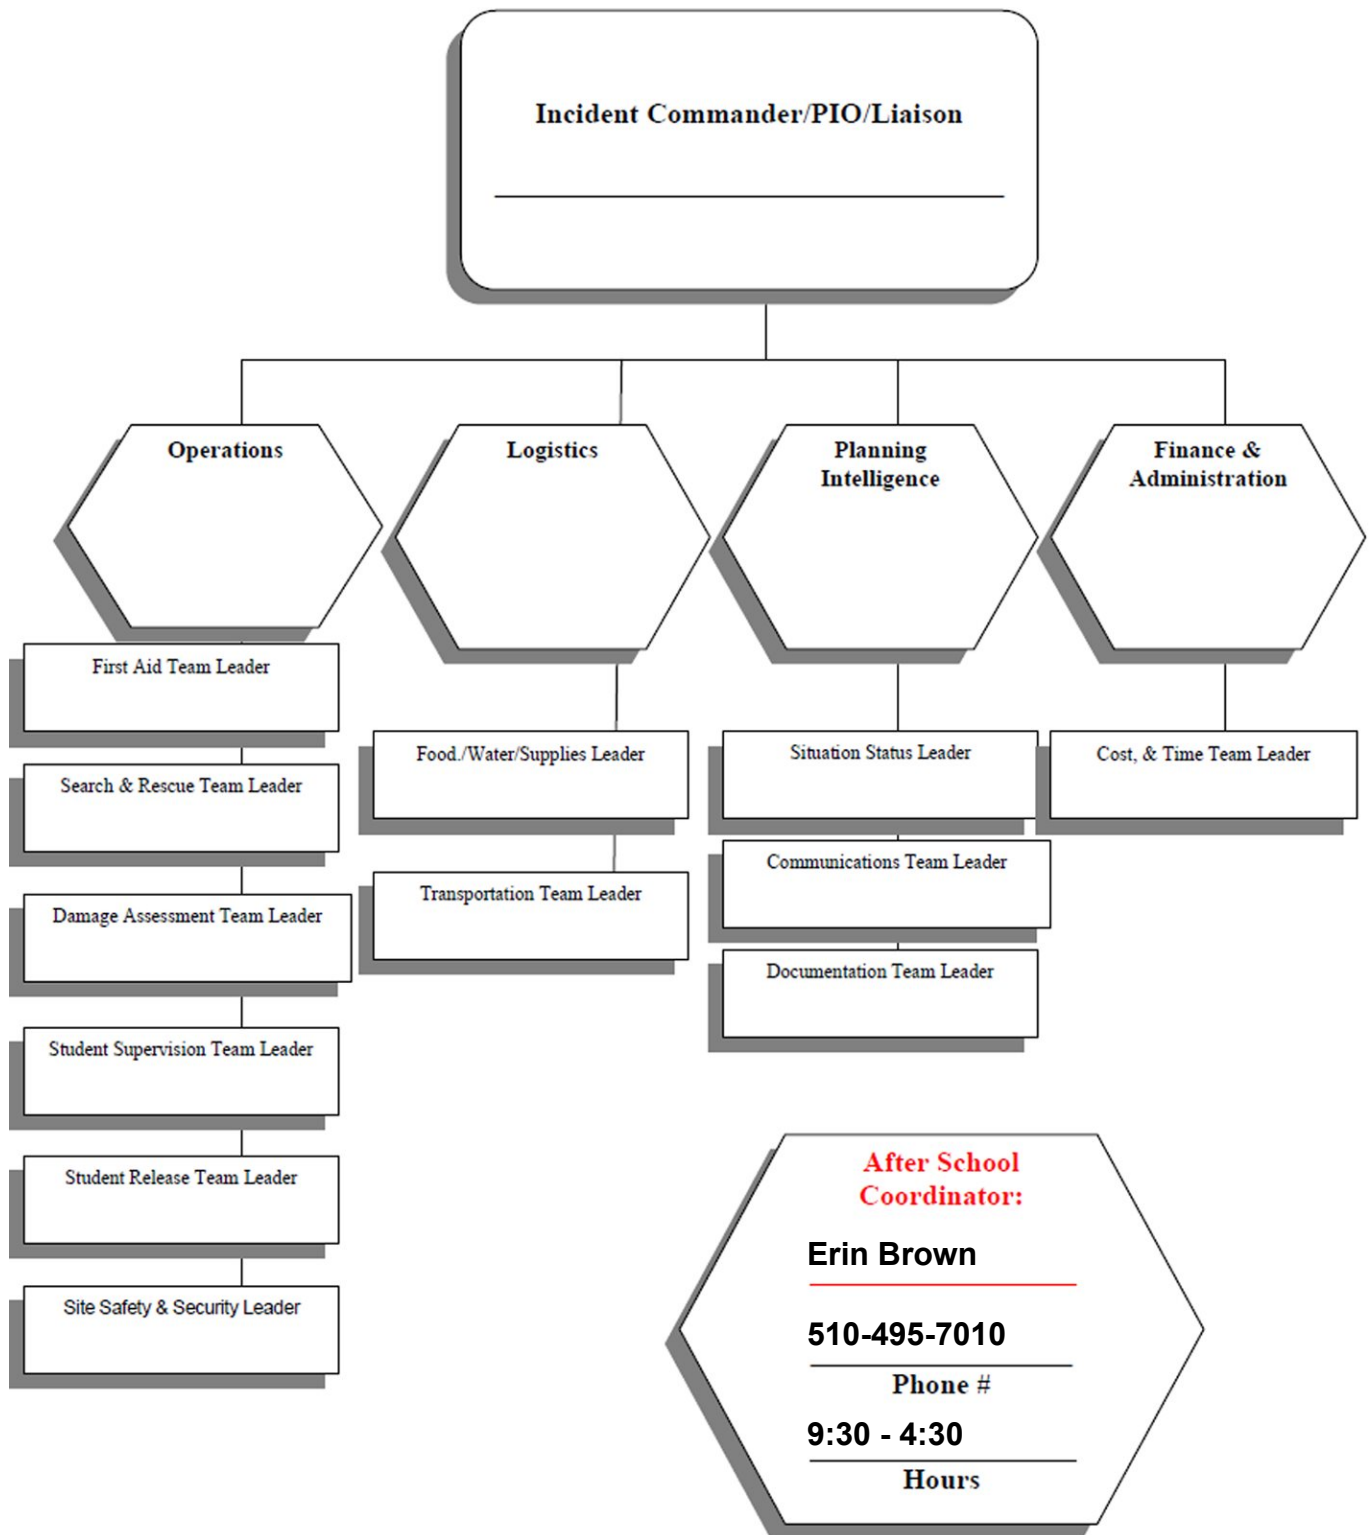 Incident Commander/PIO/Liaison
Operations
Logistics
Planning
Intelligence
Finance &
Administration
First Aid Team Leader
Search & Rescue Team Leader
Damage Assessment Team Leader
Student Supervision Team Leader
Student Release Team Leader
Site Safety & Security Leader
Food./Water/Supplies Leader
Transportation Team Leader
Situation Status Leader
Communications Team Leader
Documentation Team Leader
Cost, & Time Team Leader
After School
Coordinator:
Erin Brown
510-495-7010
Phone #
9:30 - 4:30
Hours